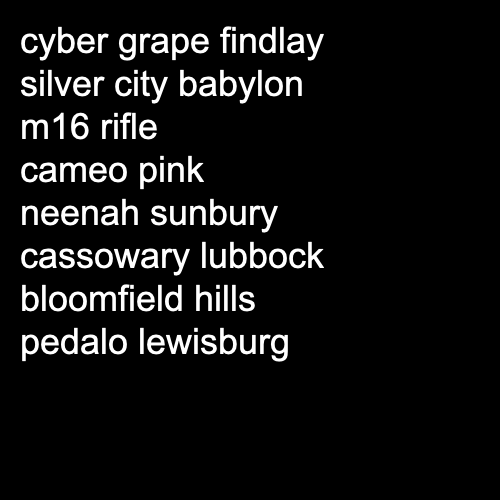 cyber grape findlay
silver city babylon
m16 rifle
cameo pink
neenah sunbury
cassowary lubbock
bloomfield hills
pedalo lewisburg